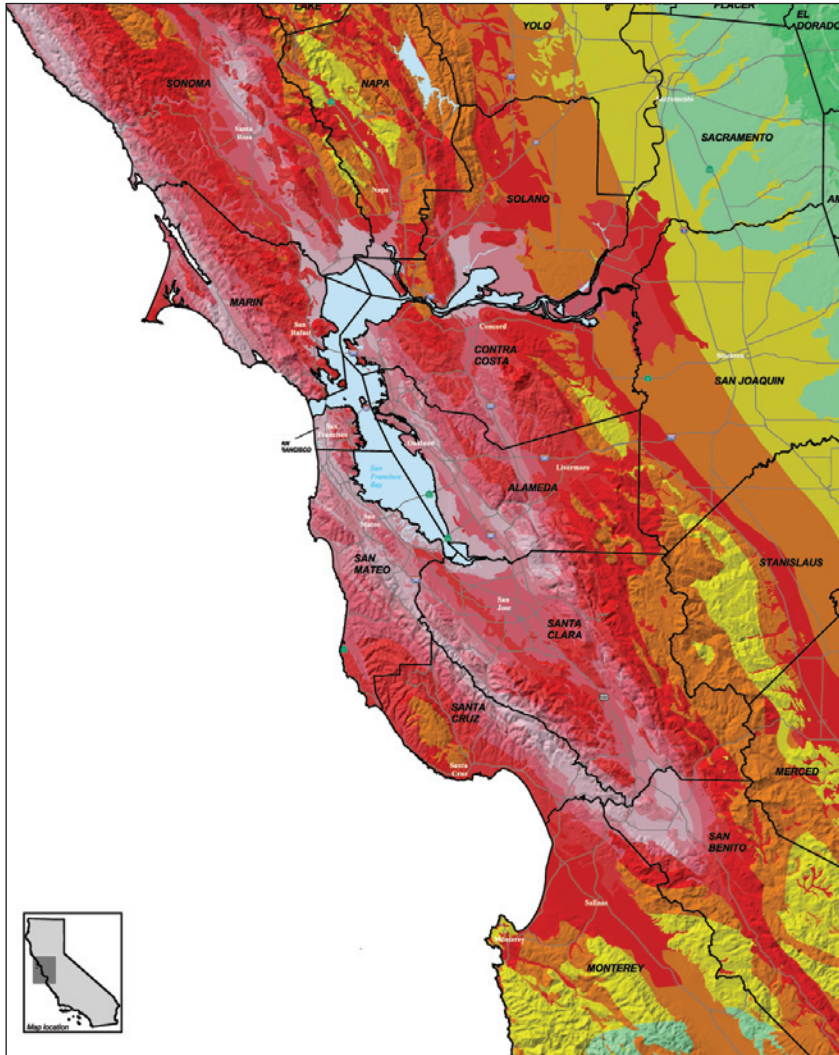 LAKE
YOLO
PLACER
EL
DORADO
SONOMA
NAPA
Santa
Rosa
Sacramento
SACRAMENTO
Napa
SOLANO
MARIN
San
Rafael
Concord
CONTRA
COSTA
Stockton
SAN JOAQUIN
San
Francisco
AN
RANCISCO
Oakland
San
Francisco
Bay
Livermore
ALAMEDA
San
Mateo
SAN
MATEO
STANISLAUS
San
Jose
SANTA
CLARA
SANTA
CRUZ
Santa
Cruz
MERCED
SAN
BENITO
Salinas
Monterey
MONTEREY
Map location